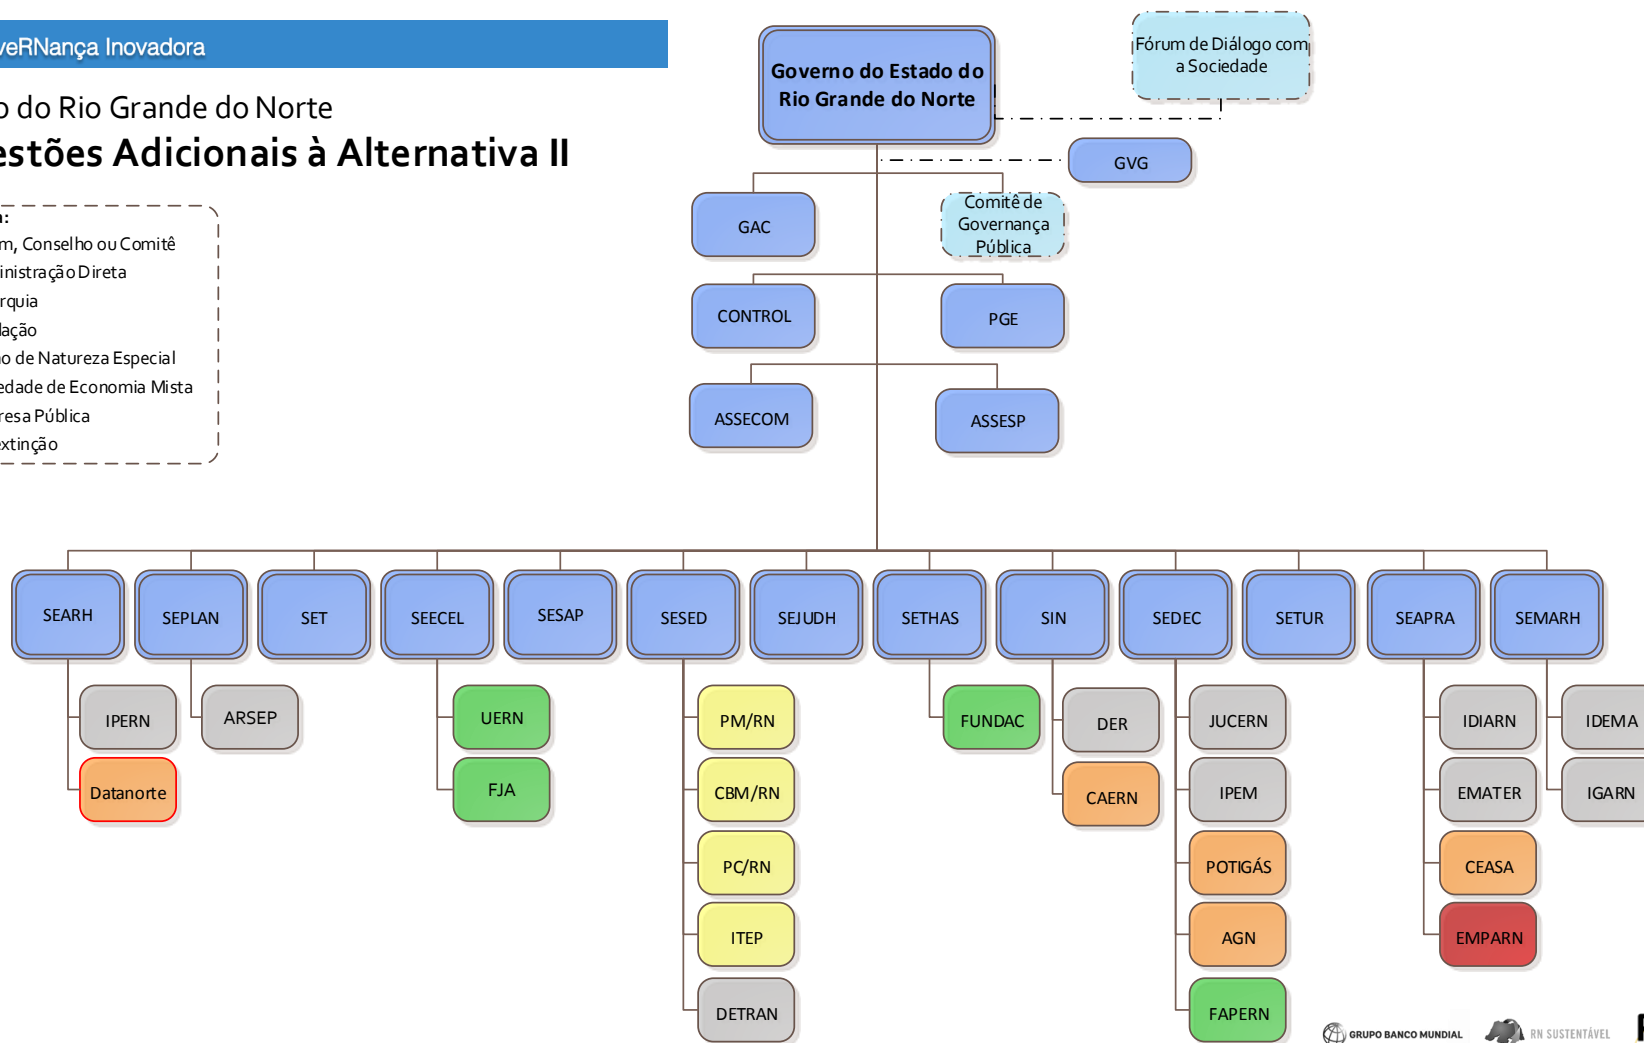 veRNança Inovadora
o do Rio Grande do Norte
estões Adicionais à Alternativa II
a:
m, Conselho ou Comitê
inistração Direta
rquia
lação
o de Natureza Especial
edade de Economia Mista
resa Pública
extinção
Governo do Estado do
Rio Grande do Norte
Fórum de Diálogo com
a Sociedade
GVG
GAC
Comitê de
Governança
Pública
CONTROL
PGE
ASSECOM
ASSESP
SEARH
SEPLAN
SET
SEECEL
SESAP
SESED
SEJUDH
SETHAS
SIN
SEDEC
SETUR
SEAPRA
SEMARH
IPERN
Datanorte
ARSEP
UERN
FJA
PM/RN
CBM/RN
PC/RN
ITEP
DETRAN
FUNDAC
DER
CAERN
JUCERN
IPEM
POTIGÁS
AGN
FAPERN
IDIARN
EMATER
CEASA
EMPARN
IDEMA
IGARN
GRUPO BANCO MUNDIAL
RN SUSTENTÁVEL